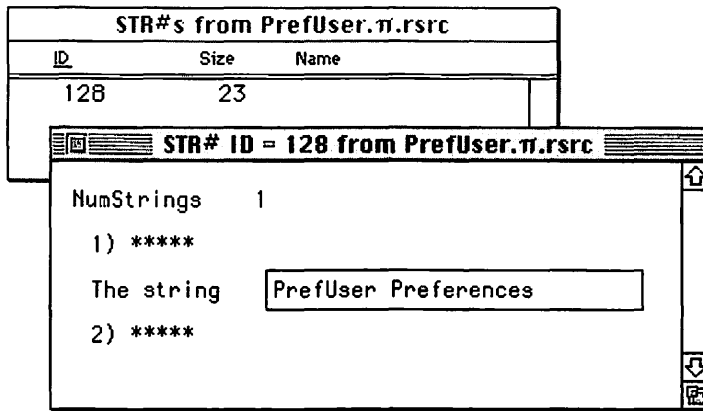 STR#s from PrefUser.π.rsrc
ID Size Name
128 23
STR# ID = 128 from PrefUser.π.rsrc
NumStrings 1
1) *****
The string PrefUser Preferences
2) *****